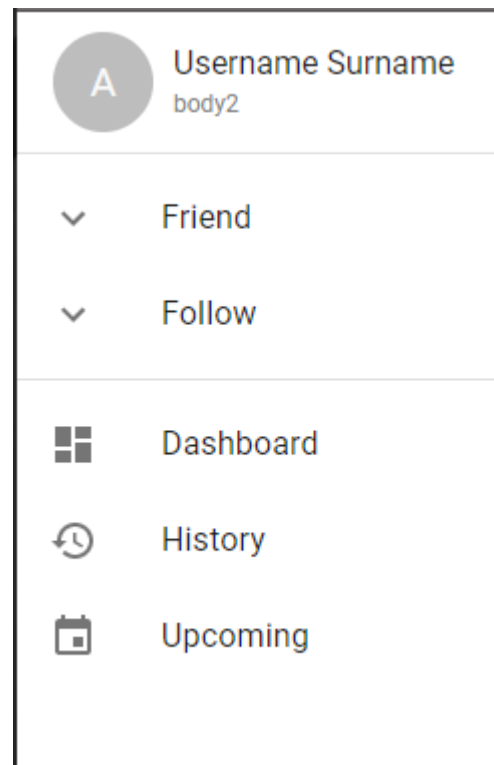 A
Username Surname
body2
Friend
Follow
Dashboard
History
Upcoming